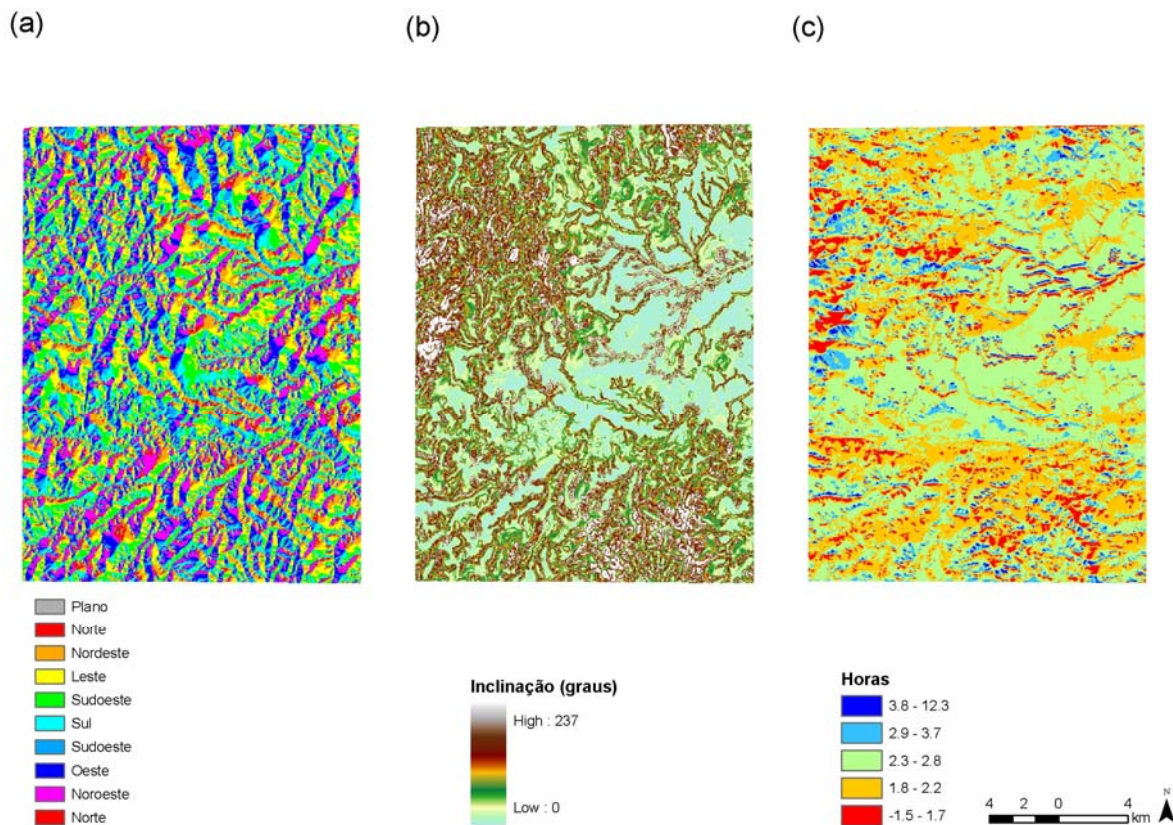 (a)
(b)
(c)
Plano
Norte
Nordeste
Leste
Sudoeste
Sul
Sudoeste
Oeste
Noroeste
Norte
Inclinação (graus)
High : 237
Low : 0
Horas
3.8 - 12.3
2.9 - 3.7
2.3 - 2.8
1.8 - 2.2
-1.5 - 1.7
4 2 0 4
km
N